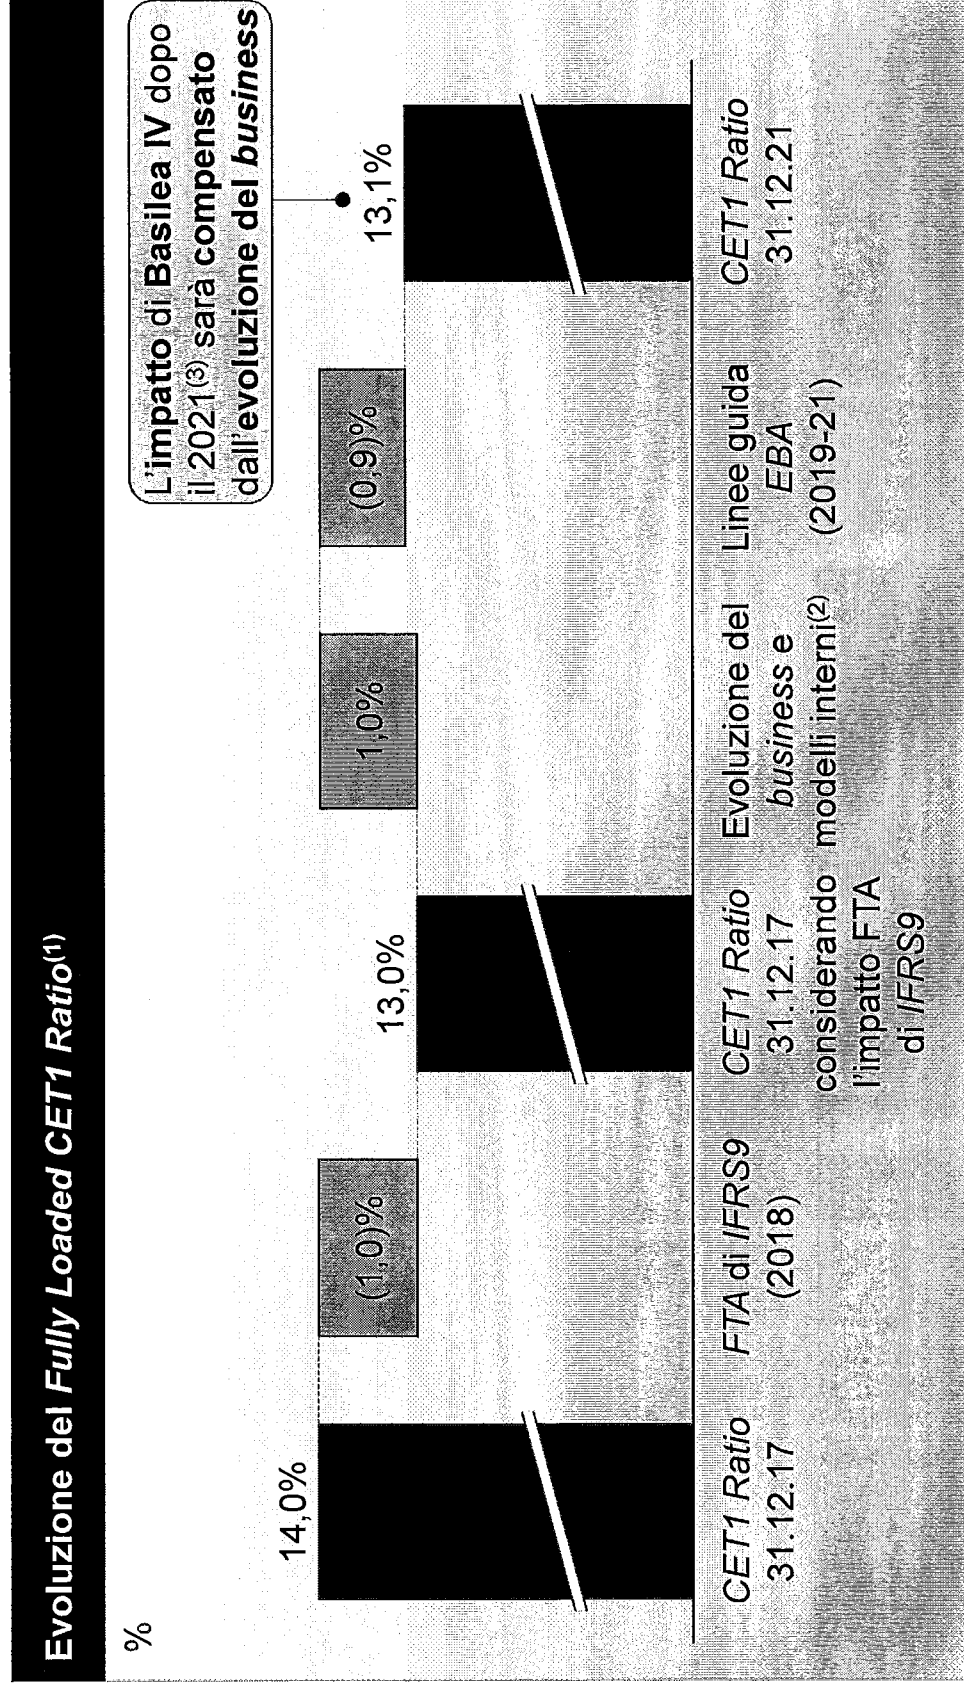 Evoluzione del Fully Loaded CET1 Ratio(1)
%
L'impatto di Basilea IV dopo
il 2021(3) sarà compensato
dall'evoluzione del business
14,0%
(1,0)%
13,0%
1,0%
(0,9)%
13,1%
CET1 Ratio
31.12.17
FTA di IFRS9
(2018)
CET1 Ratio
31.12.17
considerando
l'impatto FTA
di IFRS9
Evoluzione del
business e
modelli interni(2)
Linee guida
EBA
(2019-21)
CET1 Ratio
31.12.21